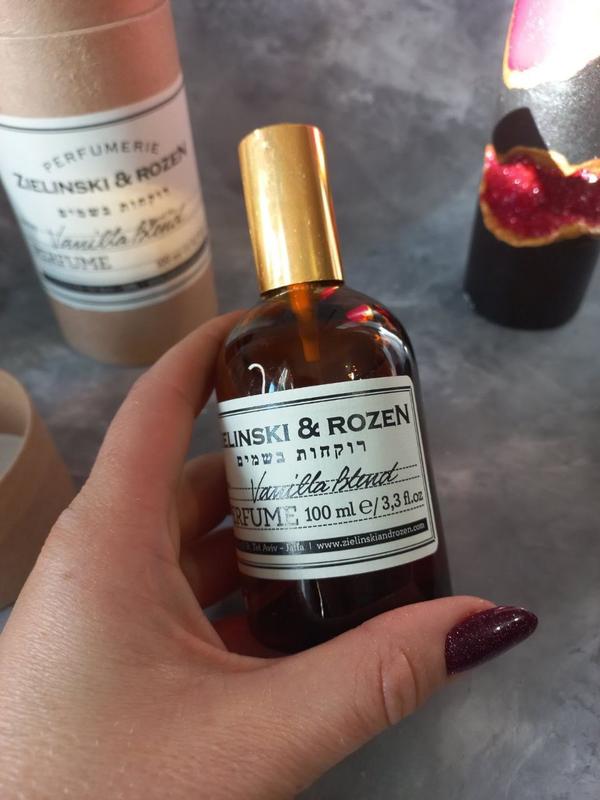 PERFUMERIE
ZIELINSKI & ROZEN
רוקחות בשמים
Vanilla Blend
PERFUME
ELINSKI & ROZEN
רוקחות בשמים
Vanilla Blend
RFUME 100 ml ℮/3,3 fl.oz
Tel Aviv - Jaffa | www.zielinskiandrozen.com